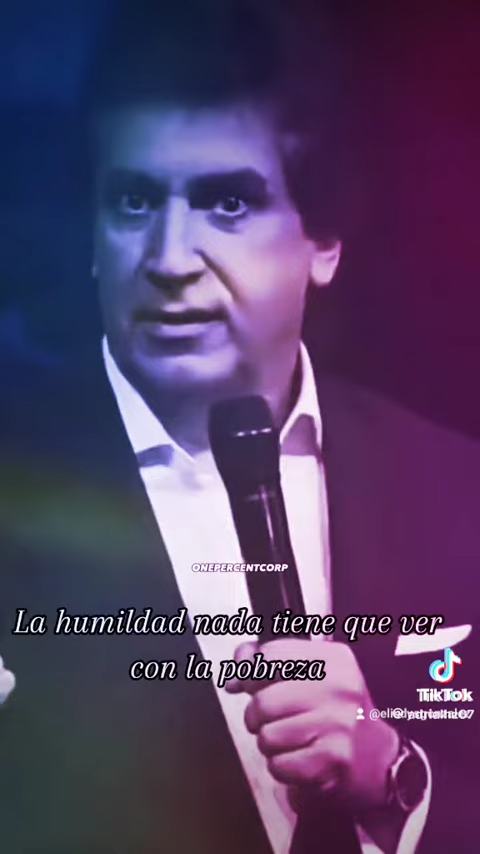 ONEPERCENTCORP
La humildad nada tiene que ver
con la pobreza
TikTok